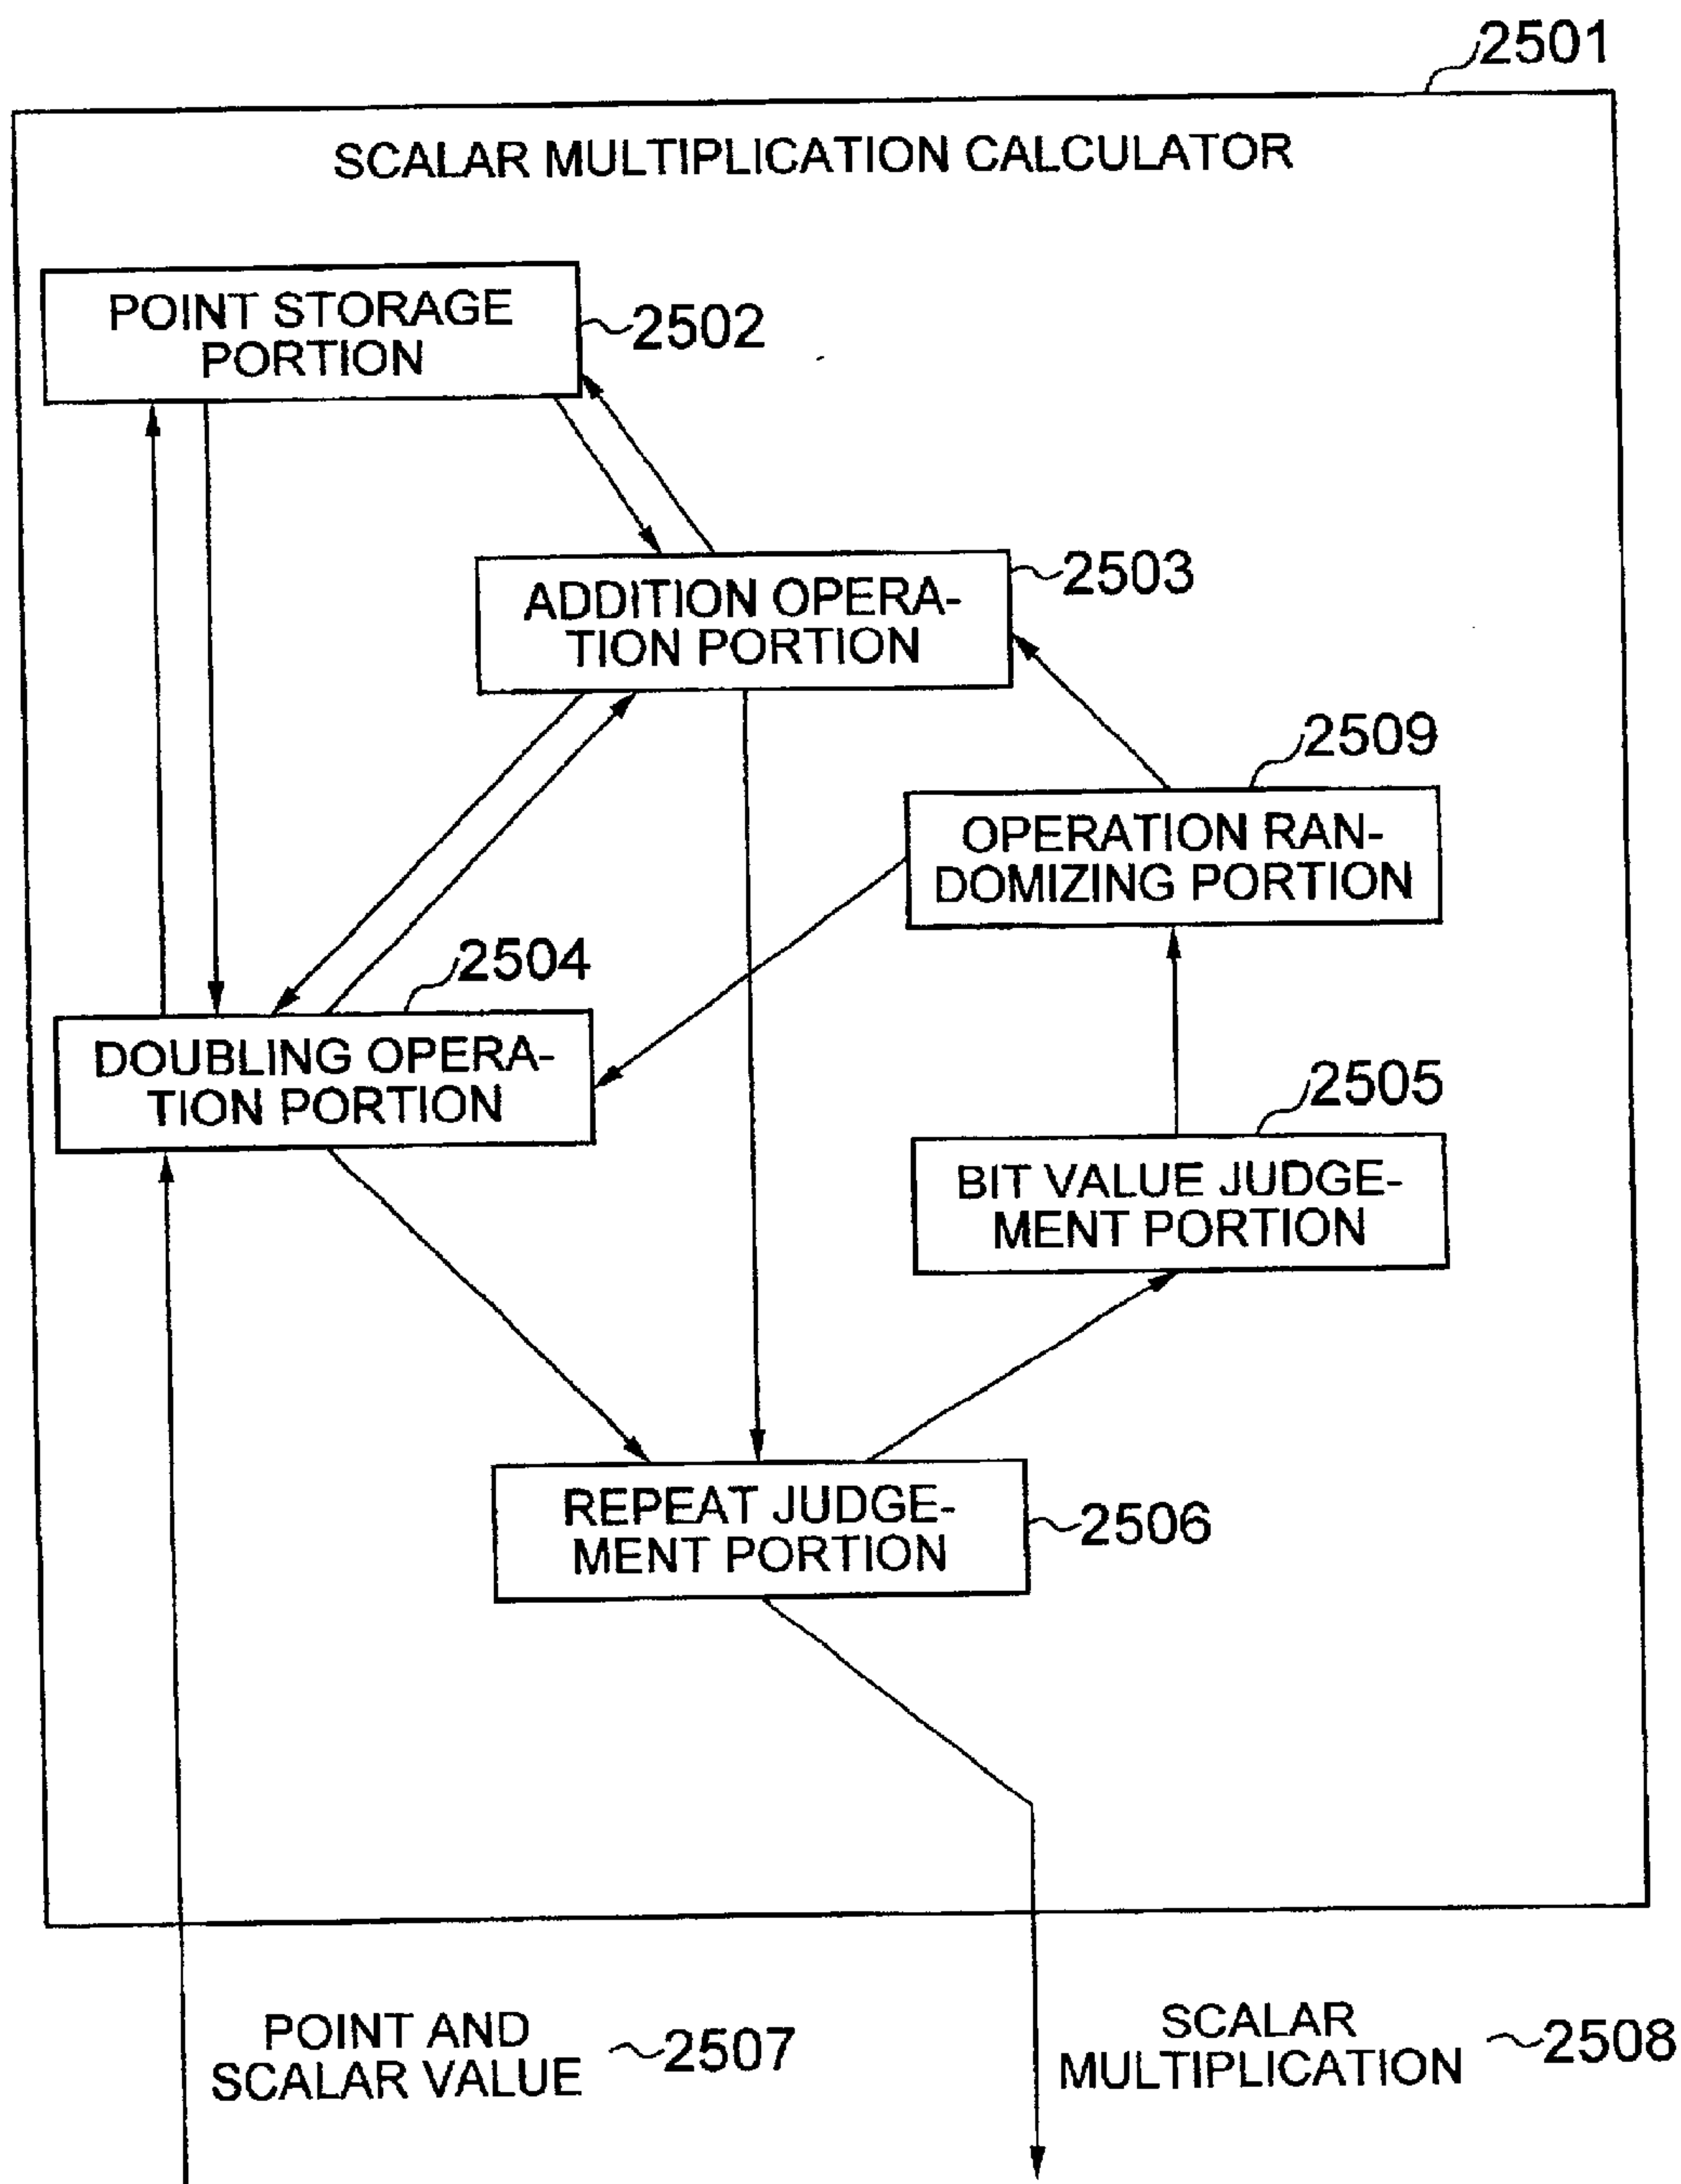 2501
SCALAR MULTIPLICATION CALCULATOR
POINT STORAGE
PORTION
2502
ADDITION OPERA-
TION PORTION
2503
2509
OPERATION RAN-
DOMIZING PORTION
2504
DOUBLING OPERA-
TION PORTION
2505
BIT VALUE JUDGE-
MENT PORTION
REPEAT JUDGE-
MENT PORTION
2506
POINT AND
SCALAR VALUE
2507
SCALAR
MULTIPLICATION
2508